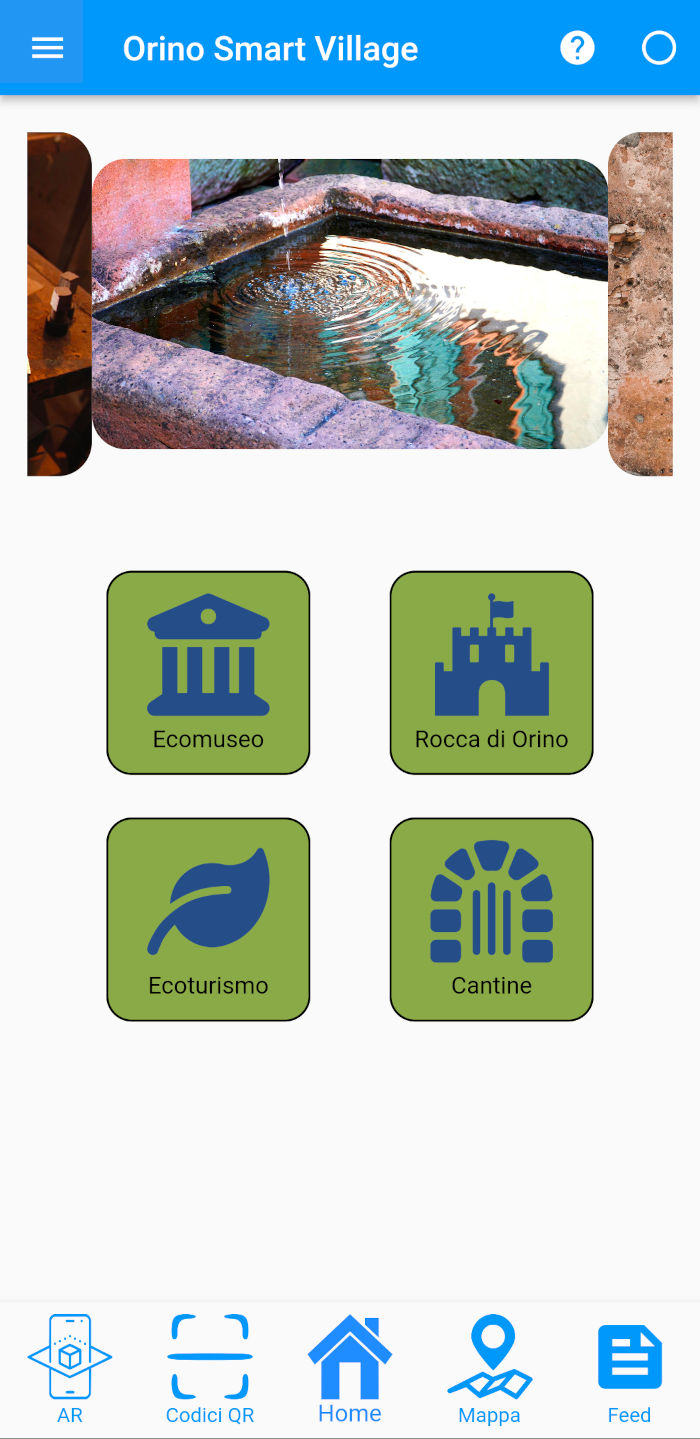 Orino Smart Village
Ecomuseo
Rocca di Orino
Ecoturismo
Cantine
AR
Codici QR
Home
Mappa
Feed